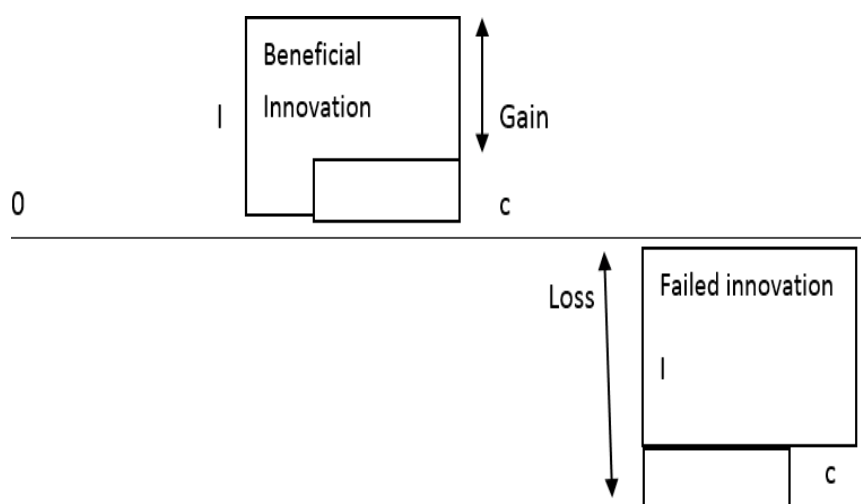 Beneficial
Innovation
I
Gain
0
c
Loss
Failed innovation
I
c